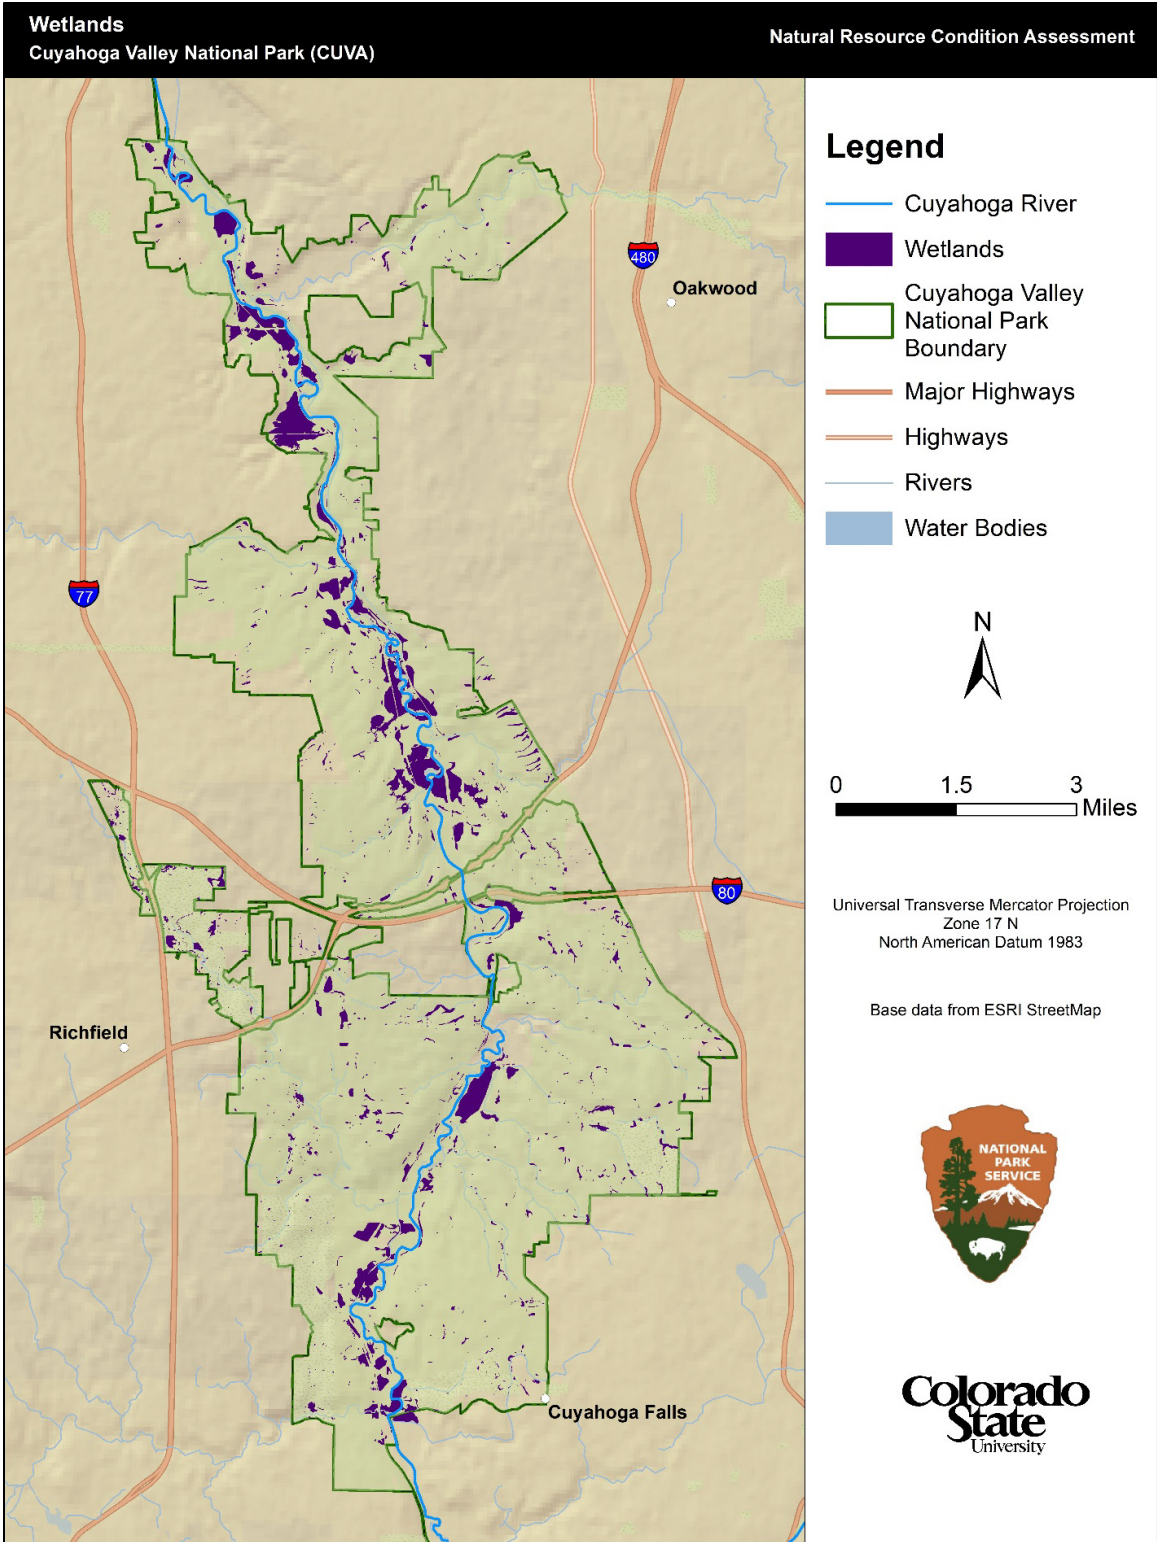 Wetlands
Cuyahoga Valley National Park (CUVA)
Natural Resource Condition Assessment
Legend
Cuyahoga River
Wetlands
Cuyahoga Valley
National Park
Boundary
Major Highways
Highways
Rivers
Water Bodies
480
Oakwood
77
N
0 1.5 3
Miles
80
Universal Transverse Mercator Projection
Zone 17 N
North American Datum 1983
Base data from ESRI StreetMap
Richfield
NATIONAL
PARK
SERVICE
Colorado
State
University
Cuyahoga Falls